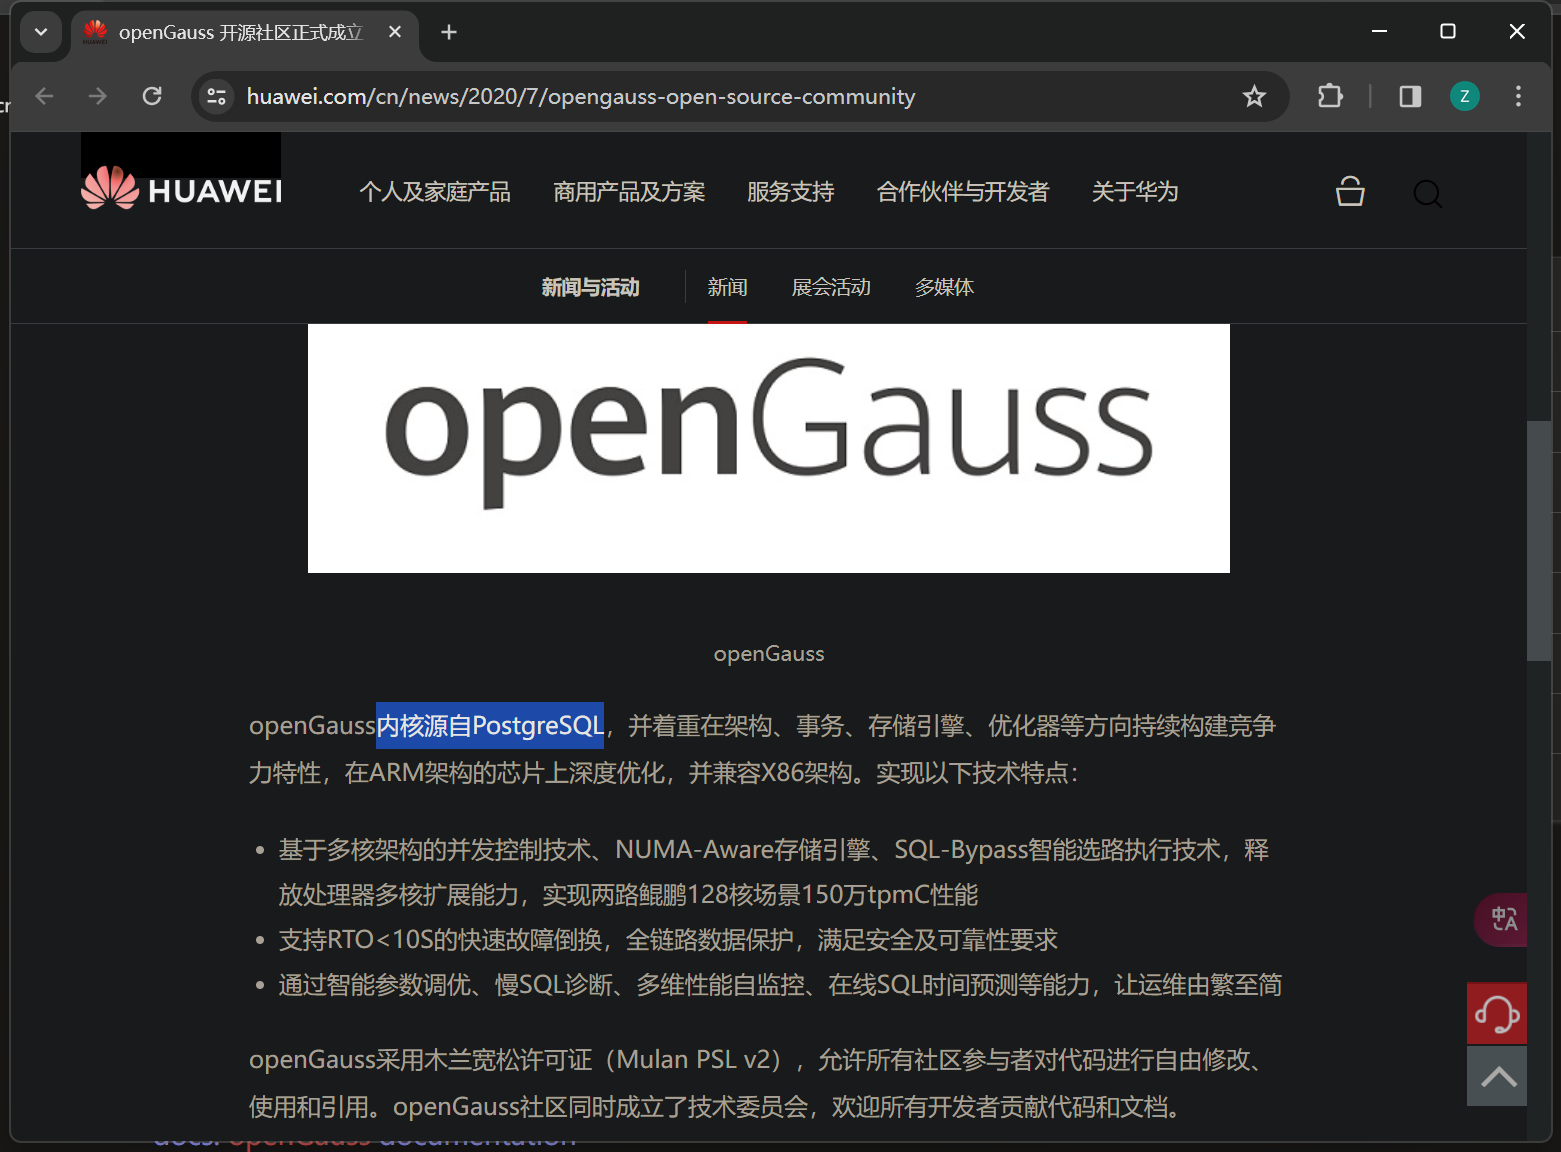 openGauss 开源社区正式成立
huawei.com/cn/news/2020/7/opengauss-open-source-community
Z
HUAWEI
个人及家庭产品 商用产品及方案 服务支持 合作伙伴与开发者 关于华为
新闻与活动 新闻 展会活动 多媒体
openGauss
openGauss
openGauss内核源自PostgreSQL，并着重在架构、事务、存储引擎、优化器等方向持续构建竞争
力特性，在ARM架构的芯片上深度优化，并兼容X86架构。实现以下技术特点：
• 基于多核架构的并发控制技术、NUMA-Aware存储引擎、SQL-Bypass智能选路执行技术，释
放处理器多核扩展能力，实现两路鲲鹏128核场景150万tpmC性能
• 支持RTO<10S的快速故障倒换，全链路数据保护，满足安全及可靠性要求
• 通过智能参数调优、慢SQL诊断、多维性能自监控、在线SQL时间预测等能力，让运维由繁至简
openGauss采用木兰宽松许可证（Mulan PSL v2），允许所有社区参与者对代码进行自由修改、
使用和引用。openGauss社区同时成立了技术委员会，欢迎所有开发者贡献代码和文档。
docs: openGauss documentation